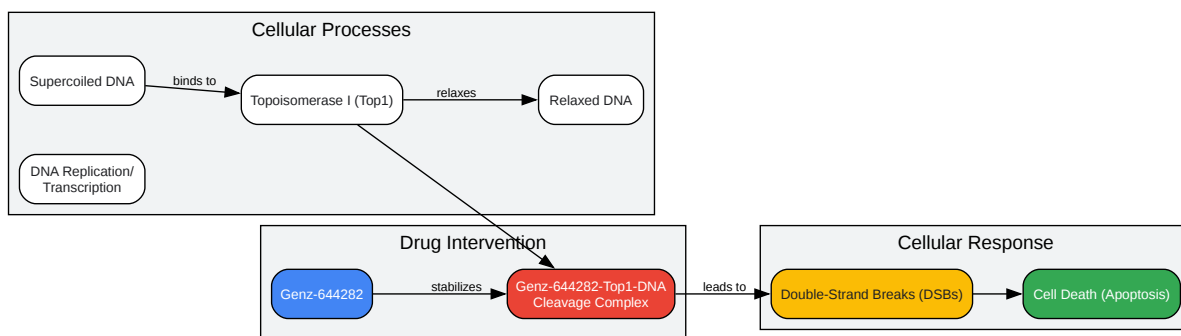 Cellular Processes
Supercoiled DNA
binds to
Topoisomerase I (Top1)
relaxes
Relaxed DNA
DNA Replication/
Transcription
Drug Intervention
Genz-644282
stabilizes
Genz-644282-Top1-DNA
Cleavage Complex
leads to
Cellular Response
Double-Strand Breaks (DSBs)
Cell Death (Apoptosis)